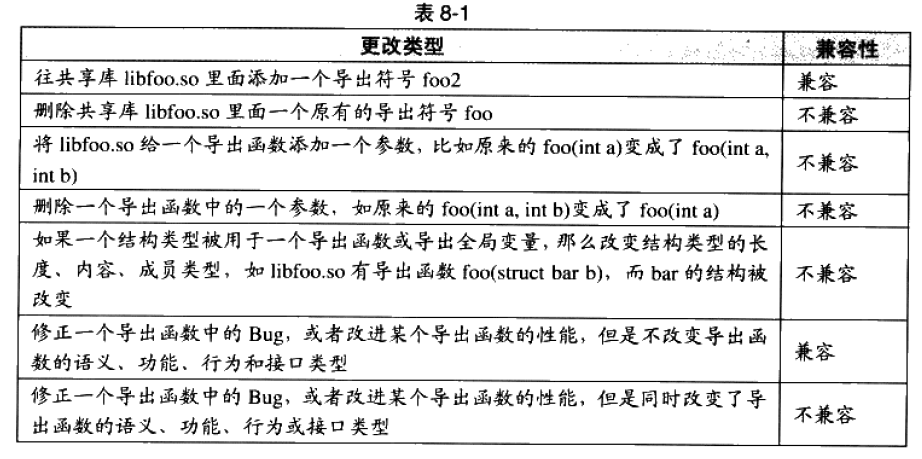 表 8-1
更改类型 兼容性
往共享库 libfoo.so 里面添加一个导出符号 foo2 兼容
删除共享库 libfoo.so 里面一个原有的导出符号 foo 不兼容
将 libfoo.so 给一个导出函数添加一个参数, 比如原来的 foo(int a)变成了 foo(int a,
int b) 不兼容
删除一个导出函数中的一个参数, 如原来的 foo(int a, int b)变成了 foo(int a) 不兼容
如果一个结构类型被用于一个导出函数或导出全局变量, 那么改变结构类型的长
度、内容、成员类型, 如 libfoo.so 有导出函数 foo(struct bar b), 而 bar 的结构被 不兼容
改变
修正一个导出函数中的 Bug, 或者改进某个导出函数的性能, 但是不改变导出函
数的语义、功能、行为和接口类型 兼容
修正一个导出函数中的 Bug, 或者改进某个导出函数的性能, 但是同时改变了导
出函数的语义、功能、行为或接口类型 不兼容